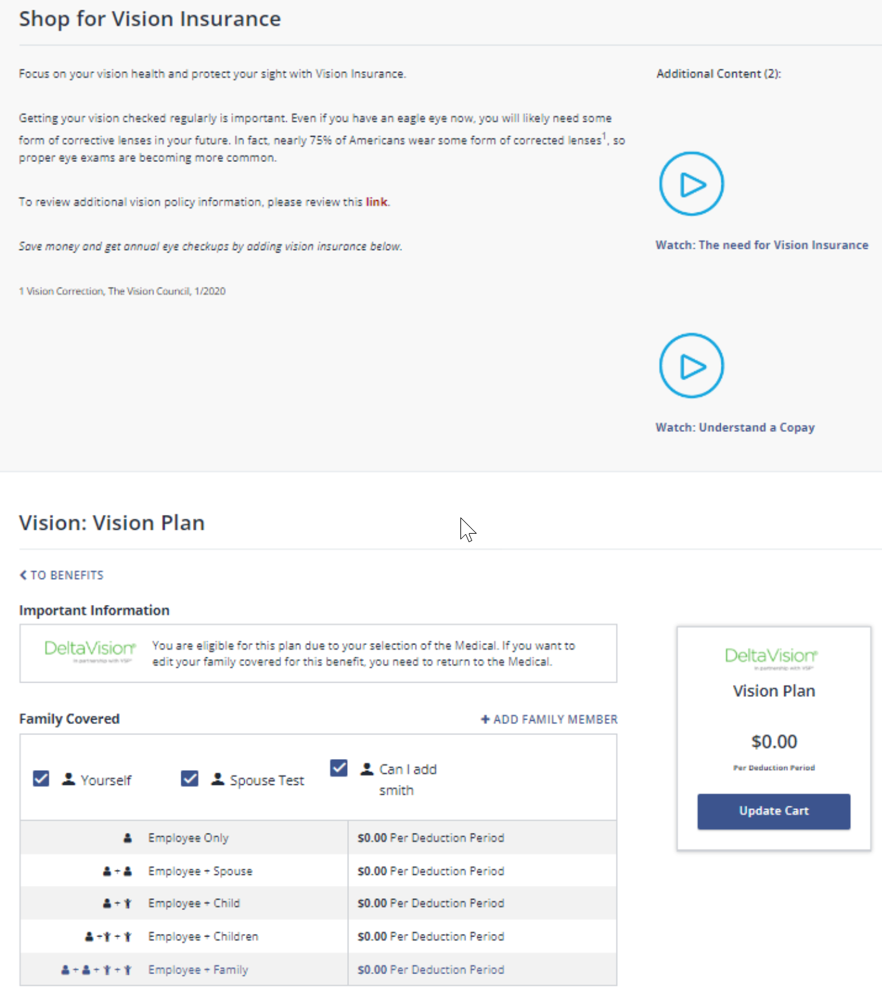 Shop for Vision Insurance
Focus on your vision health and protect your sight with Vision Insurance.
Getting your vision checked regularly is important. Even if you have an eagle eye now, you will likely need some
form of corrective lenses in your future. In fact, nearly 75% of Americans wear some form of corrected lenses1, so
proper eye exams are becoming more common.
To review additional vision policy information, please review this link.
Save money and get annual eye checkups by adding vision insurance below.
1 Vision Correction, The Vision Council, 1/2020
Additional Content (2):
Watch: The need for Vision Insurance
Watch: Understand a Copay
Vision: Vision Plan
TO BENEFITS
Important Information
DeltaVision®
in partnership with VSP®
You are eligible for this plan due to your selection of the Medical. If you want to
edit your family covered for this benefit, you need to return to the Medical.
Family Covered
+ ADD FAMILY MEMBER
Yourself
Spouse Test
Can I add
smith
Employee Only $0.00 Per Deduction Period
Employee + Spouse $0.00 Per Deduction Period
Employee + Child $0.00 Per Deduction Period
Employee + Children $0.00 Per Deduction Period
Employee + Family $0.00 Per Deduction Period
DeltaVision®
in partnership with VSP®
Vision Plan
$0.00
Per Deduction Period
Update Cart